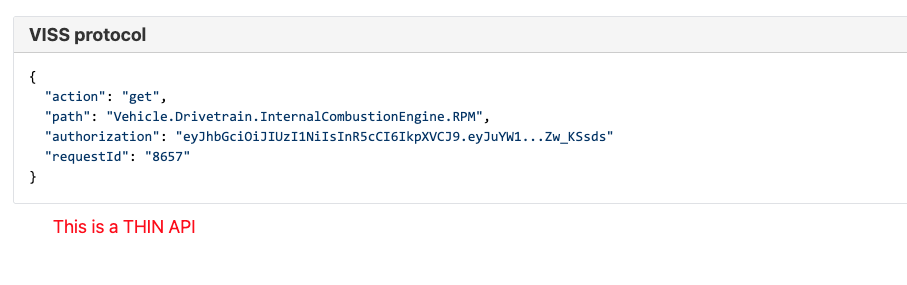 VISS protocol
{
"action": "get",
"path": "Vehicle.Drivetrain.InternalCombustionEngine.RPM",
"authorization": "eyJhbGciOiJIUzI1NiIsInR5cCI6IkpXVCJ9.eyJuYW1...Zw_KSsds"
"requestId": "8657"
}
This is a THIN API